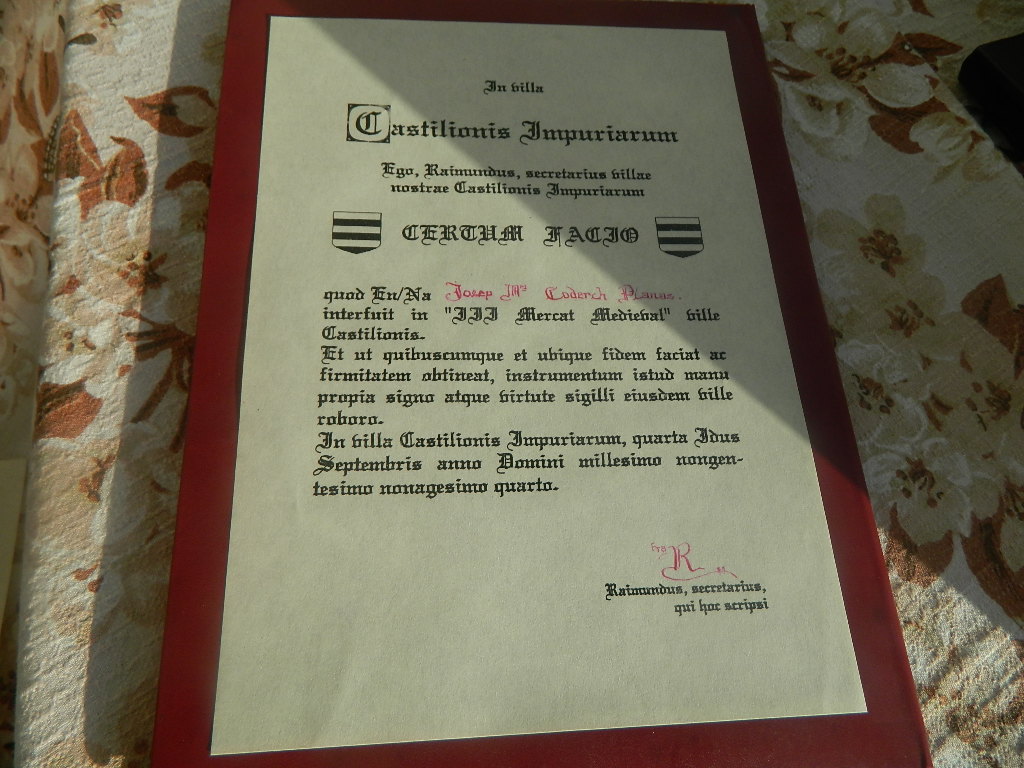 In villa
Castilionis Impuriarum
Ego, Raimundus, secretarius villae
nostrae Castilionis Impuriarum
CERTUM FACIO
quod En/Na Josep Mª Coderch Planas.
interfuit in "III Mercat Medieval" ville
Castilionis.
Et ut quibuscumque et ubique fidem faciat ac
firmitatem obtineat, instrumentum istud manu
propia signo atque virtute sigilli eiusdem ville
roboro.
In villa Castilionis Impuriarum, quarta Idus
Septembris anno Domini millesimo nongen-
tesimo nonagesimo quarto.
Ego R
Raimundus, secretarius,
qui hoc scripsi